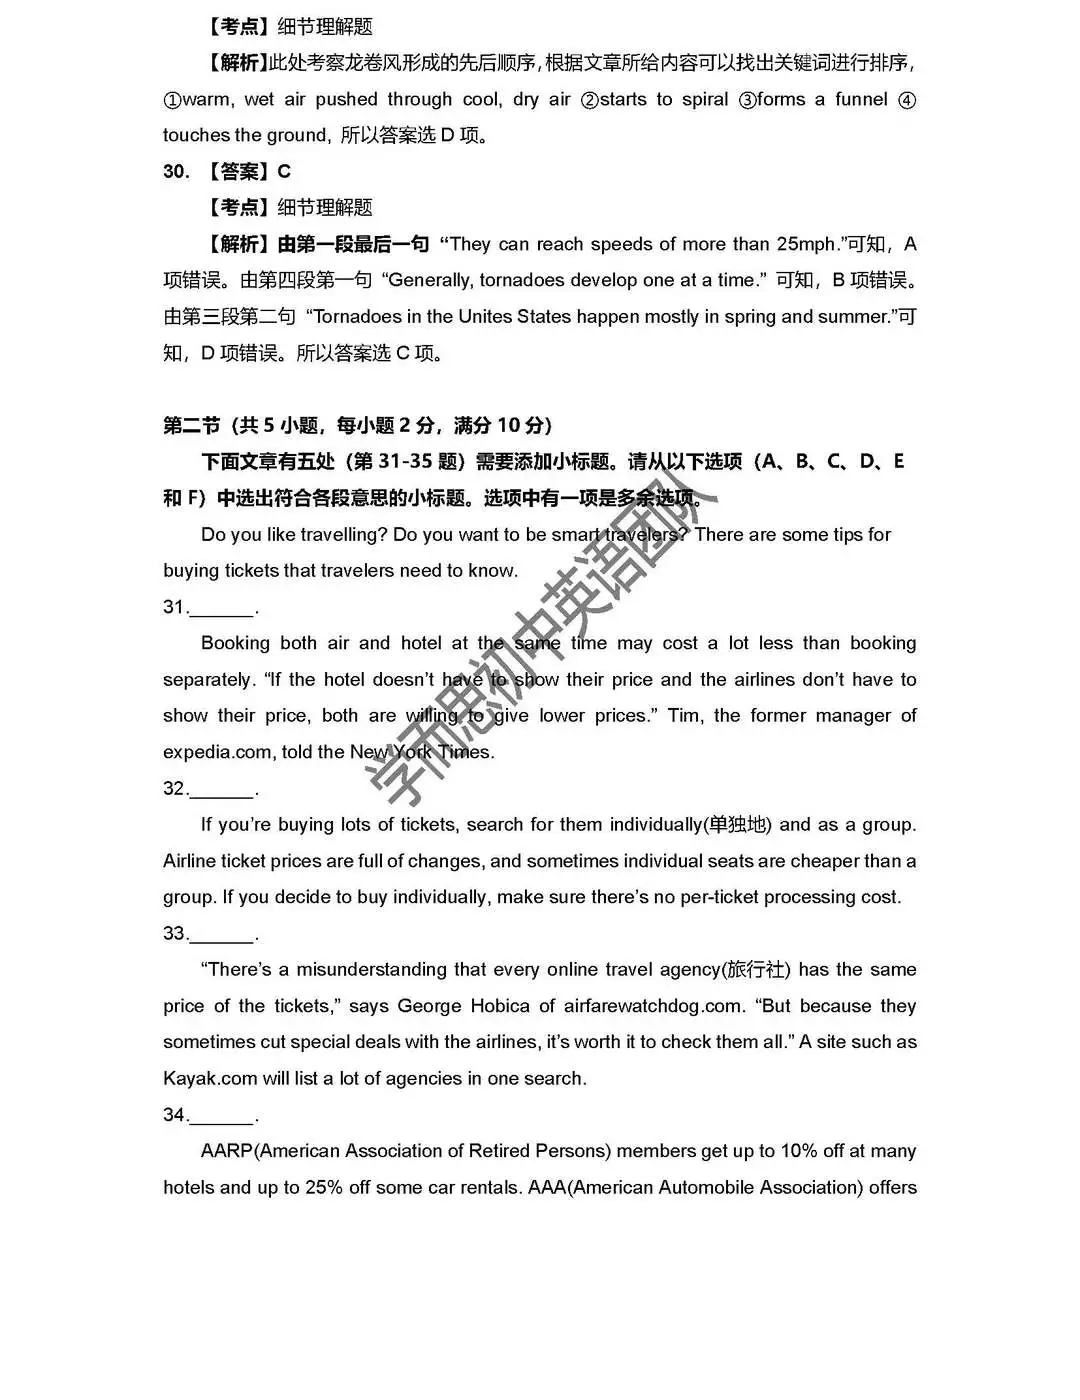 【考点】细节理解题
【解析】此处考察龙卷风形成的先后顺序，根据文章所给内容可以找出关键词进行排序，
①warm, wet air pushed through cool, dry air ②starts to spiral ③forms a funnel ④
touches the ground, 所以答案选 D 项。
30. 【答案】C
【考点】细节理解题
【解析】由第一段最后一句 “They can reach speeds of more than 25mph.”可知，A
项错误。由第四段第一句 “Generally, tornadoes develop one at a time.” 可知，B 项错误。
由第三段第二句 “Tornadoes in the Unites States happen mostly in spring and summer.”可
知，D 项错误。所以答案选 C 项。
第二节（共 5 小题，每小题 2 分，满分 10 分）
下面文章有五处（第 31-35 题）需要添加小标题。请从以下选项（A、B、C、D、E
和 F）中选出符合各段意思的小标题。选项中有一项是多余选项。
Do you like travelling? Do you want to be smart travelers? There are some tips for
buying tickets that travelers need to know.
31.______.
Booking both air and hotel at the same time may cost a lot less than booking
separately. “If the hotel doesn’t have to show their price and the airlines don’t have to
show their price, both are willing to give lower prices.” Tim, the former manager of
expedia.com, told the New York Times.
32.______.
If you’re buying lots of tickets, search for them individually(单独地) and as a group.
Airline ticket prices are full of changes, and sometimes individual seats are cheaper than a
group. If you decide to buy individually, make sure there’s no per-ticket processing cost.
33.______.
“There’s a misunderstanding that every online travel agency(旅行社) has the same
price of the tickets,” says George Hobica of airfarewatchdog.com. “But because they
sometimes cut special deals with the airlines, it’s worth it to check them all.” A site such as
Kayak.com will list a lot of agencies in one search.
34.______.
AARP(American Association of Retired Persons) members get up to 10% off at many
hotels and up to 25% off some car rentals. AAA(American Automobile Association) offers
学而思初中英语团队